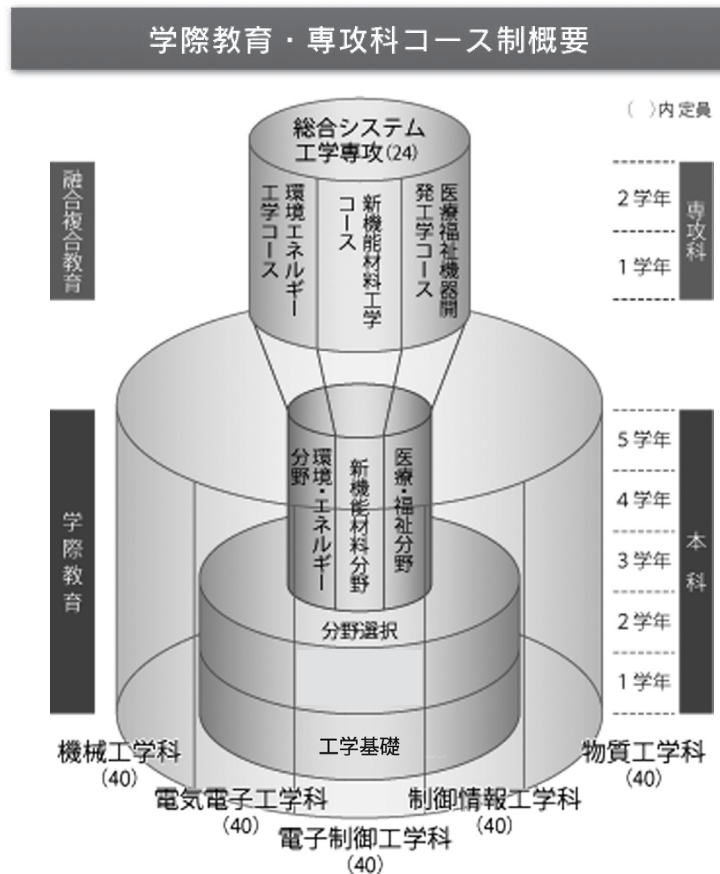 学際教育・専攻科コース制概要
( )内 定員
総合システム
工学専攻(24)
環境エネルギー
工学コース
新機能材料工学
コース
医療福祉機器開
発工学コース
融合複合教育
2学年
1学年
専攻科
環境・エネルギー
分野
新機能材料分野
医療・福祉分野
学際教育
5学年
4学年
3学年
2学年
1学年
本科
分野選択
工学基礎
機械工学科
(40)
電気電子工学科
(40)
電子制御工学科
(40)
制御情報工学科
(40)
物質工学科
(40)